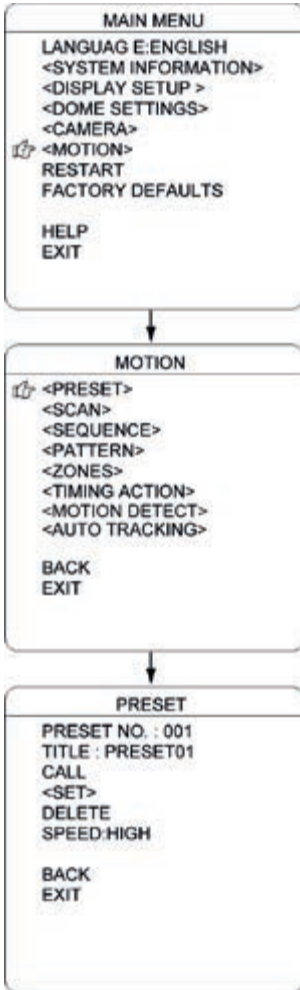 MAIN MENU
LANGUAG E:ENGLISH
<SYSTEM INFORMATION>
<DISPLAY SETUP >
<DOME SETTINGS>
<CAMERA>
<MOTION>
RESTART
FACTORY DEFAULTS
HELP
EXIT
MOTION
<PRESET>
<SCAN>
<SEQUENCE>
<PATTERN>
<ZONES>
<TIMING ACTION>
<MOTION DETECT>
<AUTO TRACKING>
BACK
EXIT
PRESET
PRESET NO. : 001
TITLE : PRESET01
CALL
<SET>
DELETE
SPEED:HIGH
BACK
EXIT